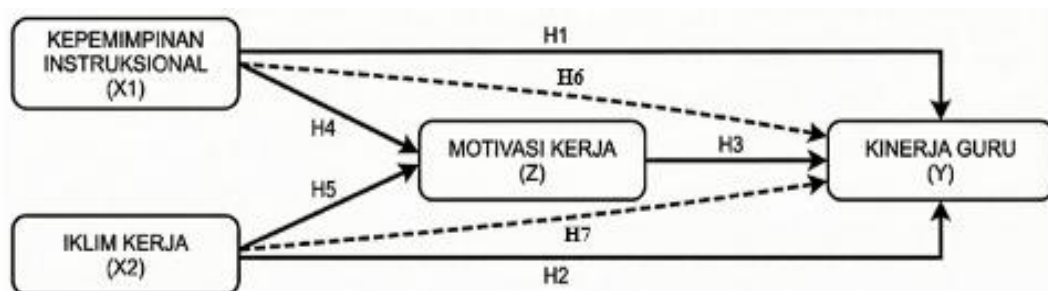 KEPEMIMPINAN
INSTRUKSIONAL
(X1)
H1
H6
H4
MOTIVASI KERJA
(Z)
H3
KINERJA GURU
(Y)
H5
IKLIM KERJA
(X2)
H7
H2